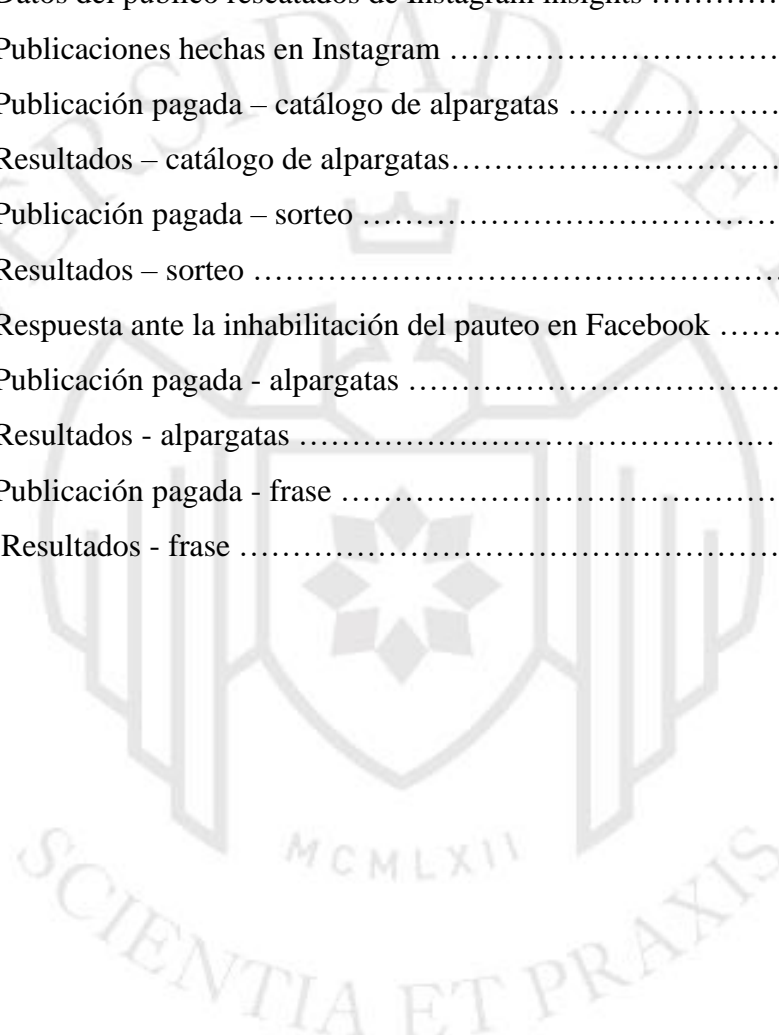 Datos del público rescatados de Instagram Insights …………
Publicaciones hechas en Instagram ……………………………
Publicación pagada – catálogo de alpargatas …………………
Resultados – catálogo de alpargatas……………………………
Publicación pagada – sorteo ……………………………………
Resultados – sorteo ………………………………………………
Respuesta ante la inhabilitación del pauteo en Facebook ……
Publicación pagada - alpargatas …………………………………
Resultados - alpargatas ……………………………………………
Publicación pagada - frase ………………………………………
Resultados - frase …………………………………………………
MCMLXII
SCIENTIA ET PRAXIS